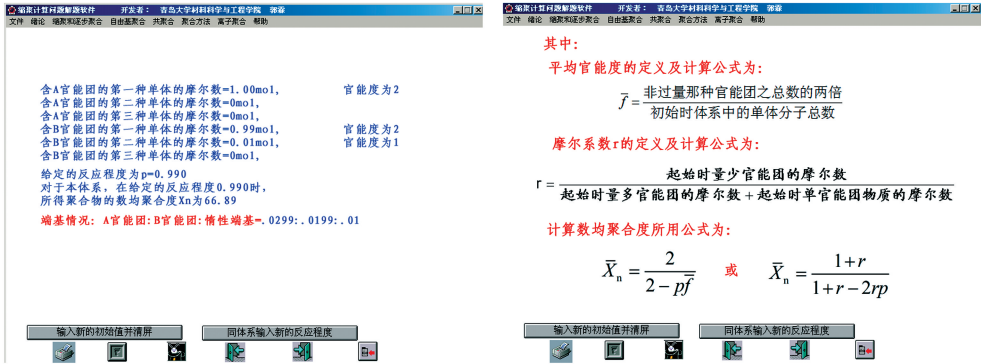 缩聚计算问题解题软件 开发者： 青岛大学材料科学与工程学院 郭霖
文件 绪论 缩聚和逐步聚合 自由基聚合 共聚合 聚合方法 离子聚合 帮助
含A官能团的第一种单体的摩尔数=1.00mol, 官能度为2
含A官能团的第二种单体的摩尔数=0mol,
含A官能团的第三种单体的摩尔数=0mol,
含B官能团的第一种单体的摩尔数=0.99mol, 官能度为2
含B官能团的第二种单体的摩尔数=0.01mol, 官能度为1
含B官能团的第三种单体的摩尔数=0mol,
给定的反应程度为p=0.990
对于本体系，在给定的反应程度0.990时，
所得聚合物的数均聚合度Xn为66.89
端基情况: A官能团:B官能团:惰性端基=.0299:.0199:.01
输入新的初始值并清屏 同体系输入新的反应程度
缩聚计算问题解题软件 开发者： 青岛大学材料科学与工程学院 郭霖
文件 绪论 缩聚和逐步聚合 自由基聚合 共聚合 聚合方法 离子聚合 帮助
其中：
平均官能度的定义及计算公式为：
f̄ = 非过量那种官能团之总数的两倍 / 初始时体系中的单体分子总数
摩尔系数r的定义及计算公式为：
r = 起始时量少官能团的摩尔数 / 起始时量多官能团的摩尔数 + 起始时单官能团物质的摩尔数
计算数均聚合度所用公式为：
X̄n = 2 / 2 − pf̄ 或 X̄n = 1 + r / 1 + r − 2rp
输入新的初始值并清屏 同体系输入新的反应程度